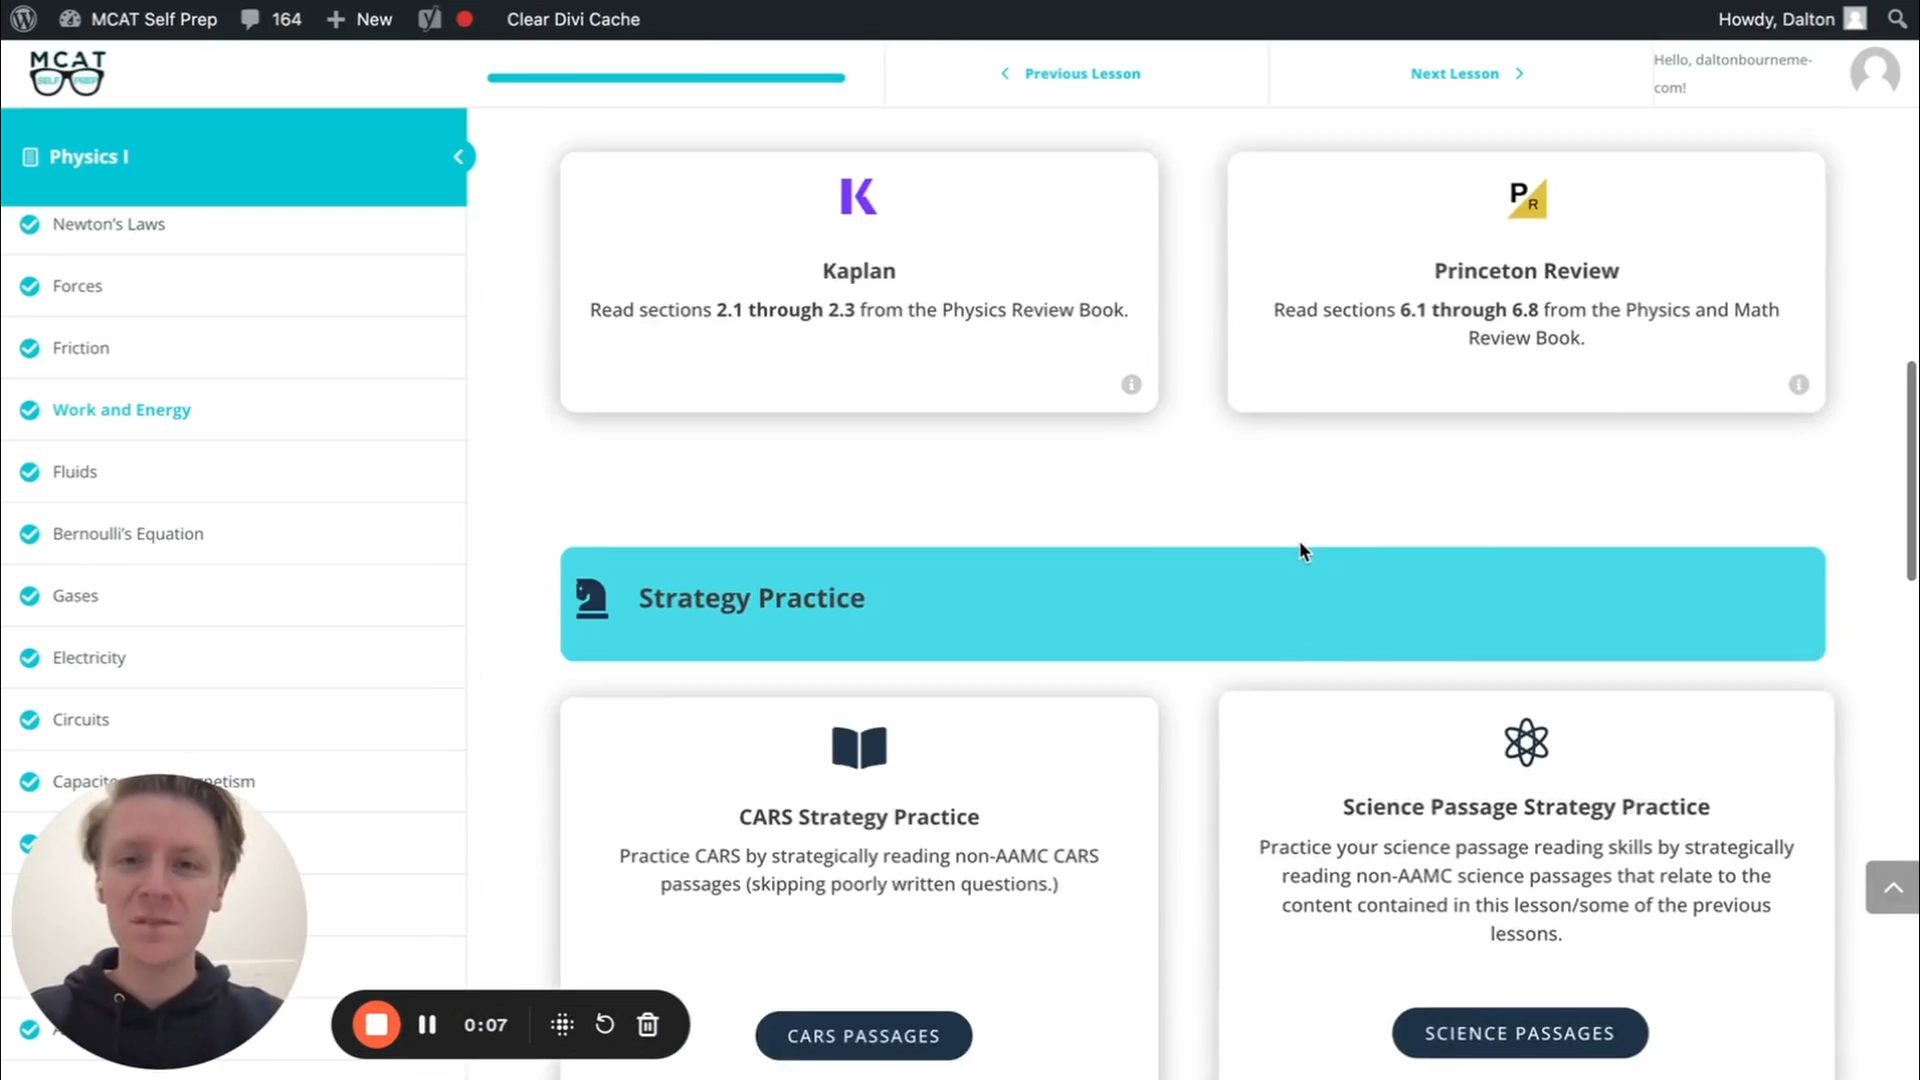 MCAT Self Prep 164 New Clear Divi Cache Howdy, Dalton
MCAT
SELF PREP
Previous Lesson
Next Lesson
Hello, daltonbourneme-
com!
Physics I
Newton's Laws
Forces
Friction
Work and Energy
Fluids
Bernoulli's Equation
Gases
Electricity
Circuits
Kaplan
Read sections 2.1 through 2.3 from the Physics Review Book.
PR
Princeton Review
Read sections 6.1 through 6.8 from the Physics and Math
Review Book.
Strategy Practice
CARS Strategy Practice
Practice CARS by strategically reading non-AAMC CARS
passages (skipping poorly written questions.)
CARS PASSAGES
Science Passage Strategy Practice
Practice your science passage reading skills by strategically
reading non-AAMC science passages that relate to the
content contained in this lesson/some of the previous
lessons.
SCIENCE PASSAGES
0:07